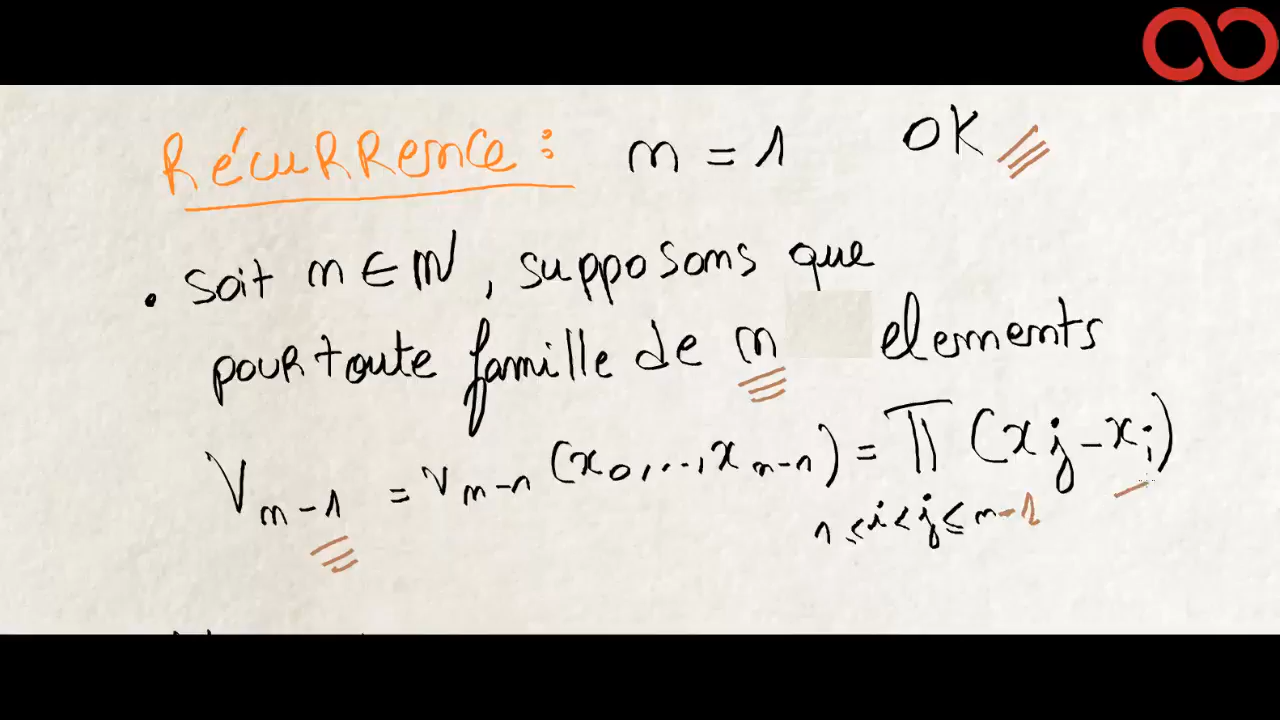 Récurrence : n = 1 OK
• soit n ∈ ℕ, supposons que
pour toute famille de n elements
V_{n-1} = V_{n-1} (x_0, ..., x_{n-1}) = ∏ (x_j - x_i)
1 ≤ i < j ≤ n-1